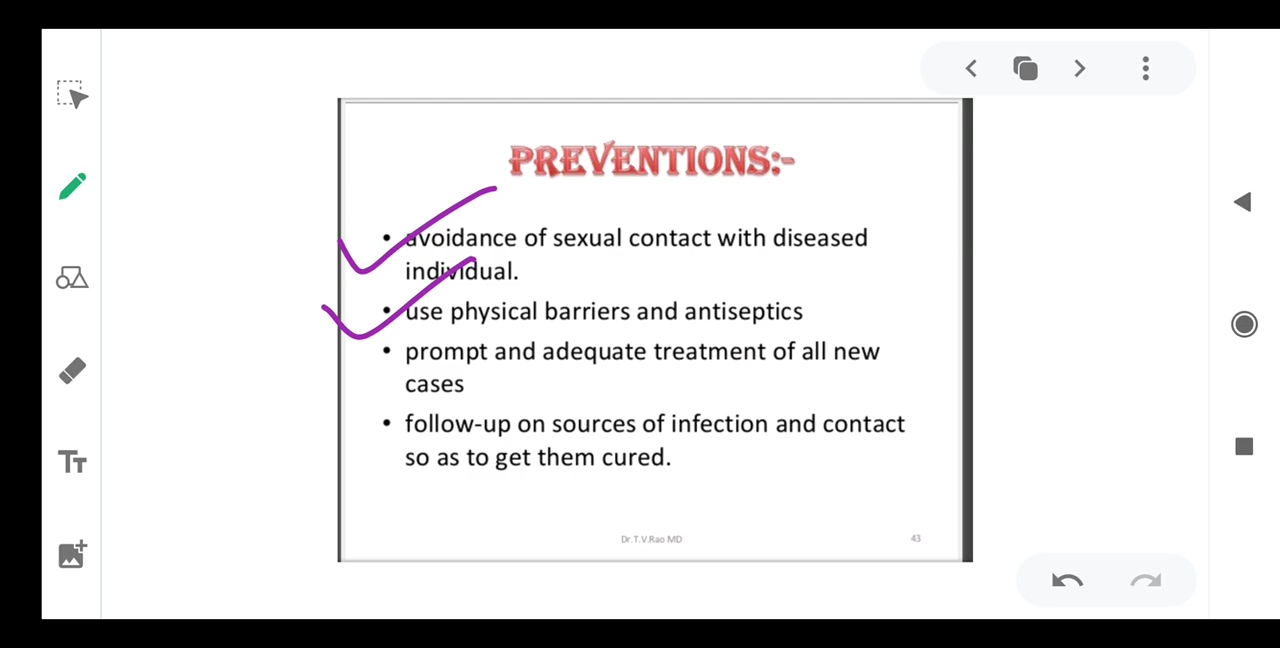 PREVENTIONS:-
• avoidance of sexual contact with diseased
individual.
• use physical barriers and antiseptics
• prompt and adequate treatment of all new
cases
• follow-up on sources of infection and contact
so as to get them cured.
Dr.T.V.Rao MD
43
TT